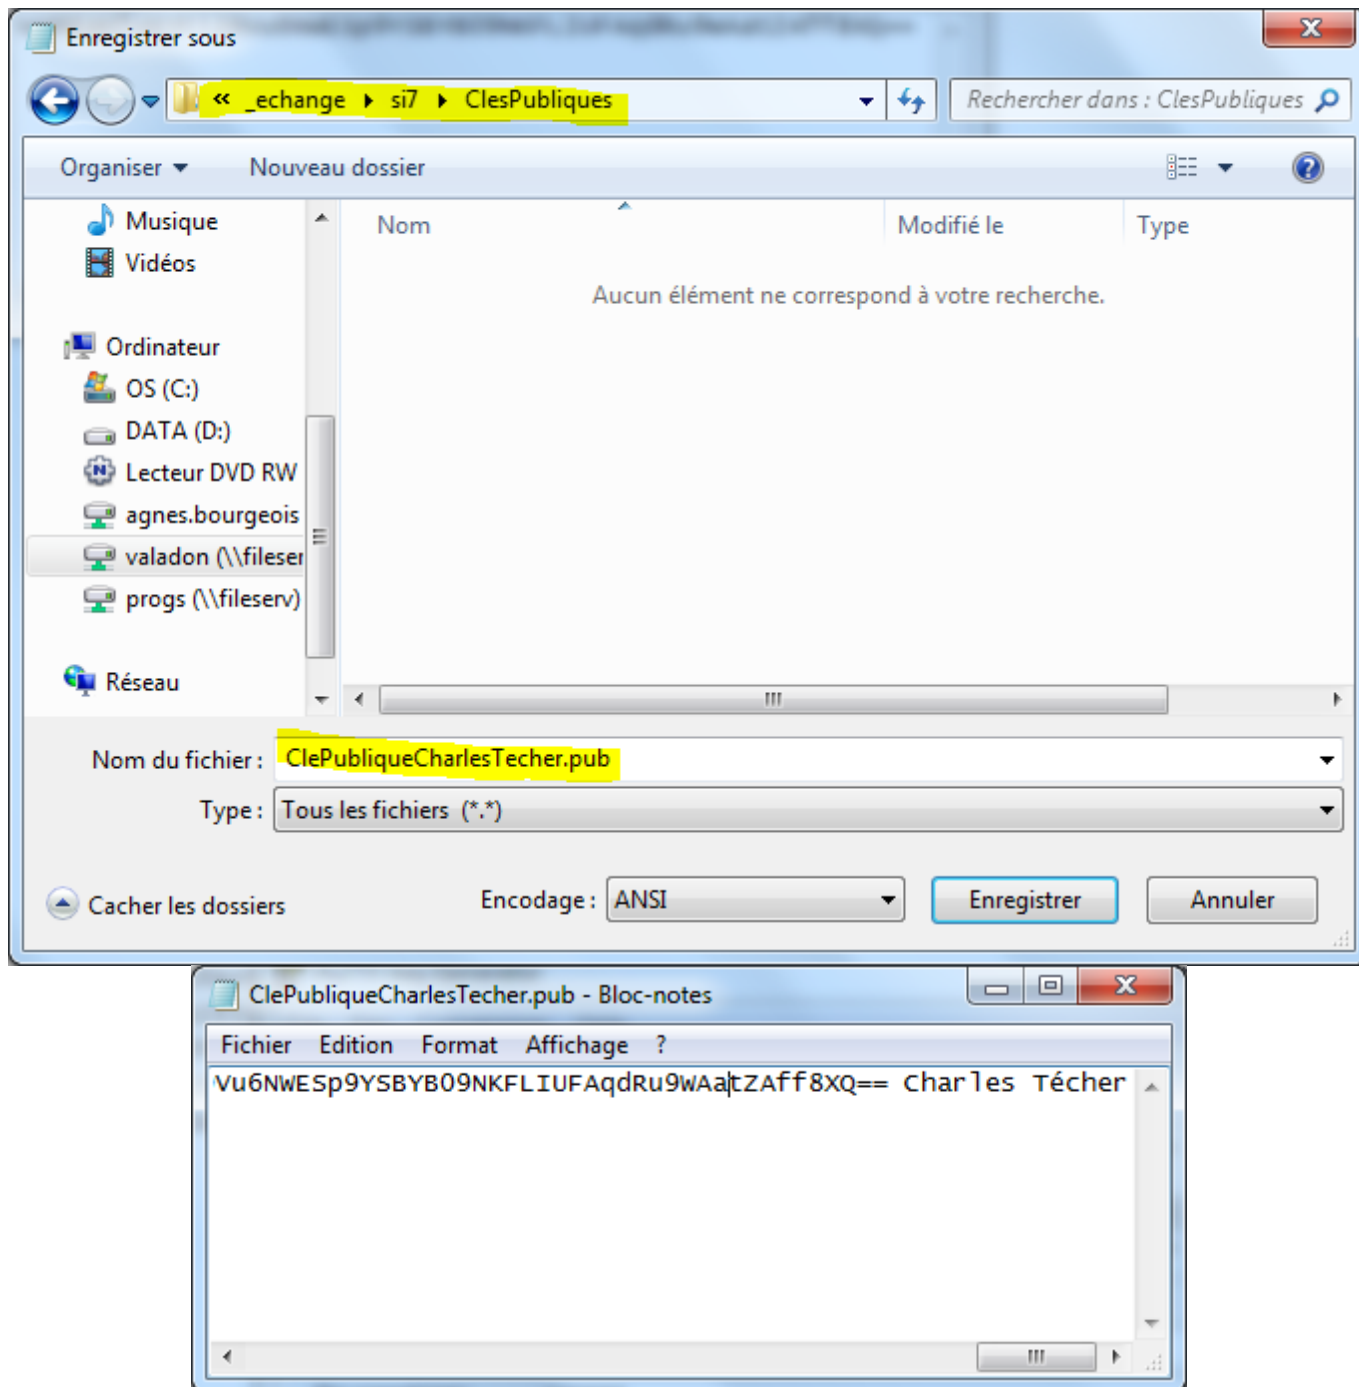 Enregistrer sous
« _echange ▸ si7 ▸ ClesPubliques
Rechercher dans : ClesPubliques
Organiser
Nouveau dossier
Musique
Vidéos
Ordinateur
OS (C:)
DATA (D:)
Lecteur DVD RW
agnes.bourgeois
valadon (\\fileser
progs (\\fileserv)
Réseau
Nom
Modifié le
Type
Aucun élément ne correspond à votre recherche.
Nom du fichier : ClePubliqueCharlesTecher.pub
Type : Tous les fichiers (*.*)
Cacher les dossiers
Encodage : ANSI
Enregistrer
Annuler
ClePubliqueCharlesTecher.pub - Bloc-notes
Fichier Edition Format Affichage ?
Vu6NWESp9YSBYBO9NKFLIUFAqdRu9WAatZAff8XQ== Charles Técher